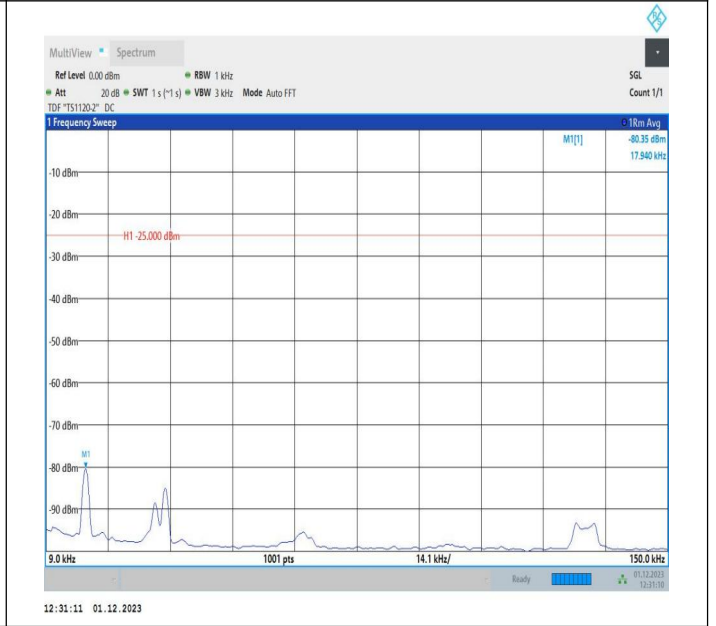 R&S
MultiView Spectrum
Ref Level 0.00 dBm RBW 1 kHz SGL
Att 20 dB SWT 1 s (~1 s) VBW 3 kHz Mode Auto FFT Count 1/1
TDF "TS1120-2" DC
1 Frequency Sweep 1Rm Avg
M1[1] -80.35 dBm
17.940 kHz
-10 dBm
-20 dBm
H1 -25.000 dBm
-30 dBm
-40 dBm
-50 dBm
-60 dBm
-70 dBm
M1
-80 dBm
-90 dBm
9.0 kHz 1001 pts 14.1 kHz/ 150.0 kHz
Ready 01.12.2023
12:31:10
12:31:11 01.12.2023